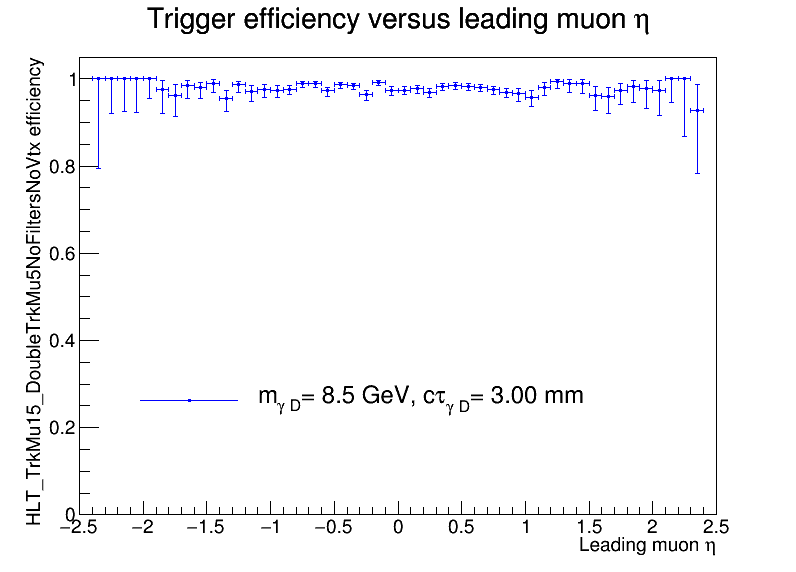 Trigger efficiency versus leading muon η
HLT_TrkMu15_DoubleTrkMu5NoFiltersNoVtx efficiency
1
0.8
0.6
0.4
0.2
0
mγ D= 8.5 GeV, cτγ D= 3.00 mm
−2.5 −2 −1.5 −1 −0.5 0 0.5 1 1.5 2 2.5
Leading muon η